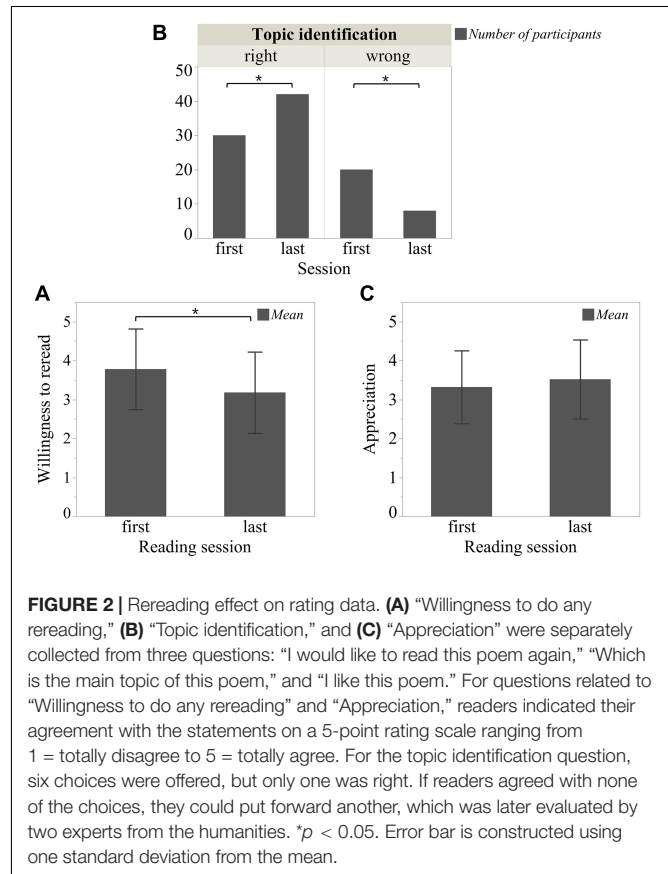 B
Topic identification
Number of participants
right
wrong
50
40
30
20
10
0
*
*
first
last
first
last
Session
A
Willingness to reread
5
4
3
2
1
0
*
Mean
first
last
Reading session
C
Appreciation
5
4
3
2
1
0
Mean
first
last
Reading session
FIGURE 2 | Rereading effect on rating data. (A) “Willingness to do any
rereading,” (B) “Topic identification,” and (C) “Appreciation” were separately
collected from three questions: “I would like to read this poem again,” “Which
is the main topic of this poem,” and “I like this poem.” For questions related to
“Willingness to do any rereading” and “Appreciation,” readers indicated their
agreement with the statements on a 5-point rating scale ranging from
1 = totally disagree to 5 = totally agree. For the topic identification question,
six choices were offered, but only one was right. If readers agreed with none
of the choices, they could put forward another, which was later evaluated by
two experts from the humanities. *p < 0.05. Error bar is constructed using
one standard deviation from the mean.